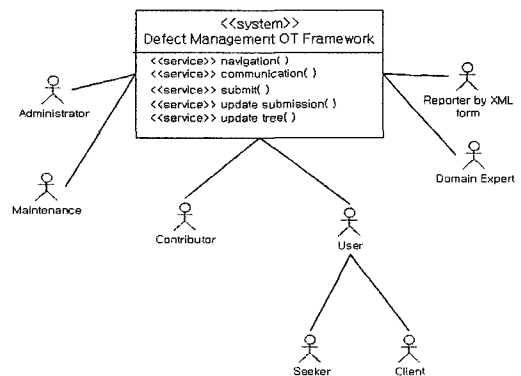 <<system>>
Defect Management OT Framework
<<service>> navigation( )
<<service>> communication( )
<<service>> submit( )
<<service>> update submission( )
<<service>> update tree( )
Administrator
Reporter by XML
form
Maintenance
Domain Expert
Contributor
User
Seeker
Client